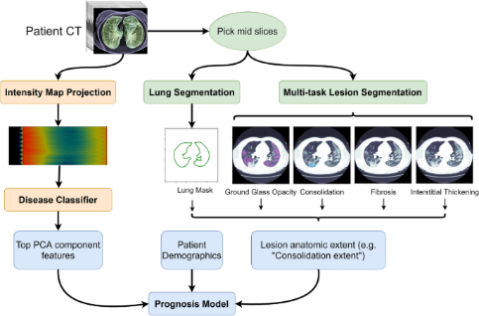 Patient CT
Pick mid slices
Intensity Map Projection
Lung Segmentation
Multi-task Lesion Segmentation
Lung Mask
Ground Glass Opacity
Consolidation
Fibrosis
Interstitial Thickening
Disease Classifier
Top PCA component
features
Patient
Demographics
Lesion anatomic extent (e.g.
"Consolidation extent")
Prognosis Model